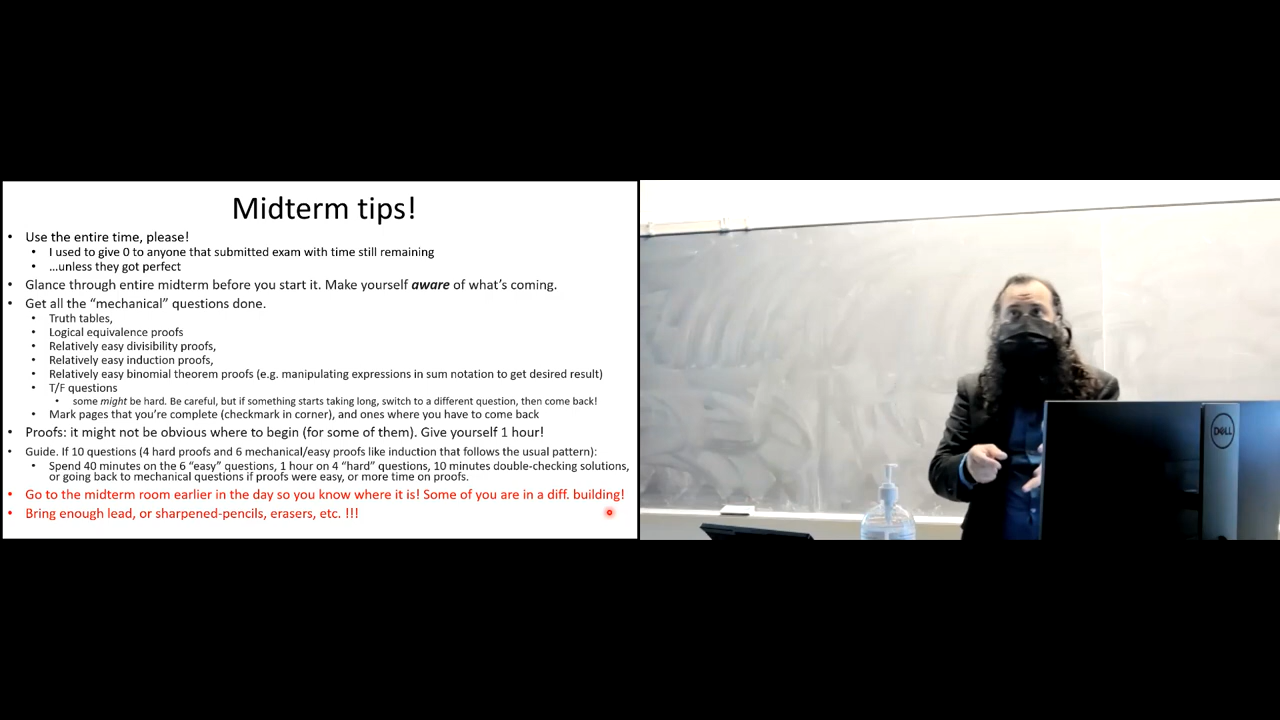 Midterm tips!
• Use the entire time, please!
• I used to give 0 to anyone that submitted exam with time still remaining
• …unless they got perfect
• Glance through entire midterm before you start it. Make yourself aware of what's coming.
• Get all the “mechanical” questions done.
• Truth tables,
• Logical equivalence proofs
• Relatively easy divisibility proofs,
• Relatively easy induction proofs,
• Relatively easy binomial theorem proofs (e.g. manipulating expressions in sum notation to get desired result)
• T/F questions
• some might be hard. Be careful, but if something starts taking long, switch to a different question, then come back!
• Mark pages that you're complete (checkmark in corner), and ones where you have to come back
• Proofs: it might not be obvious where to begin (for some of them). Give yourself 1 hour!
• Guide. If 10 questions (4 hard proofs and 6 mechanical/easy proofs like induction that follows the usual pattern):
• Spend 40 minutes on the 6 “easy” questions, 1 hour on 4 “hard” questions, 10 minutes double-checking solutions,
or going back to mechanical questions if proofs were easy, or more time on proofs.
• Go to the midterm room earlier in the day so you know where it is! Some of you are in a diff. building!
• Bring enough lead, or sharpened-pencils, erasers, etc. !!!
DELL